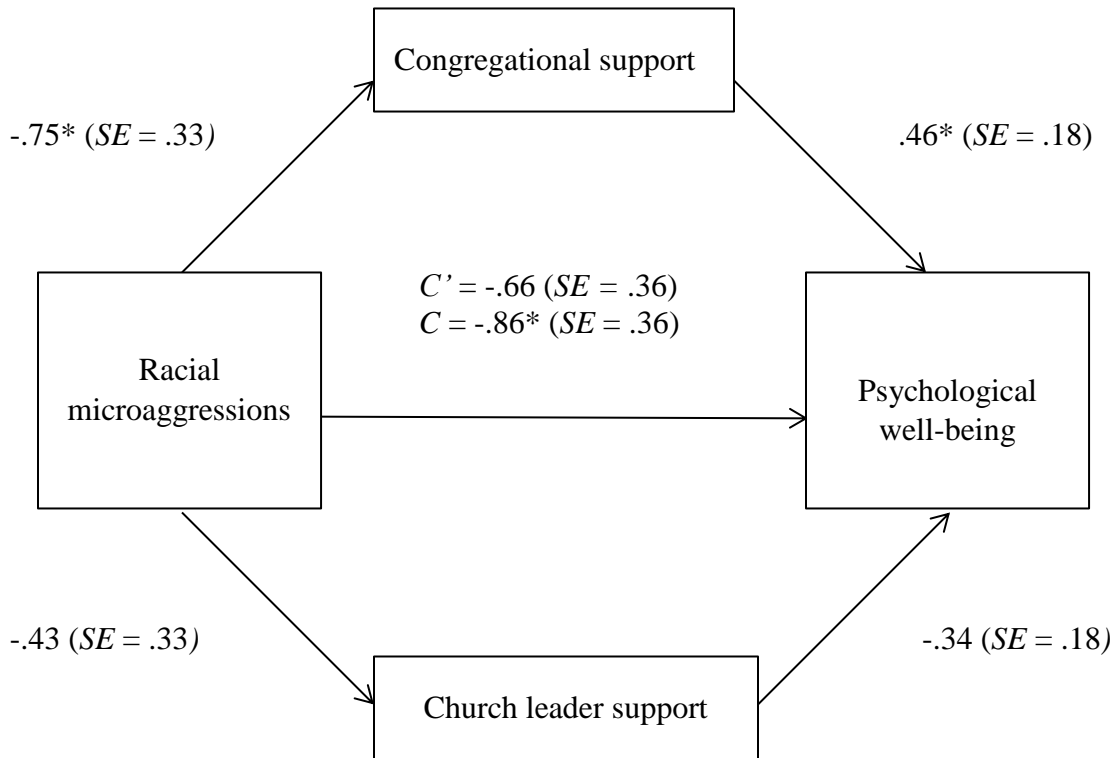 Congregational support
-.75* (SE = .33)
.46* (SE = .18)
C’ = -.66 (SE = .36)
C = -.86* (SE = .36)
Racial
microaggressions
Psychological
well-being
-.43 (SE = .33)
-.34 (SE = .18)
Church leader support